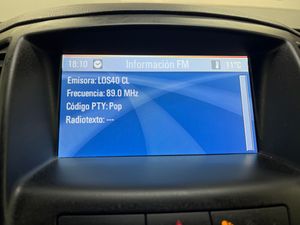 18:10 Información FM 11°C
Emisora: LOS40 CL
Frecuencia: 89.0 MHz
Código PTY: Pop
Radiotexto: ---